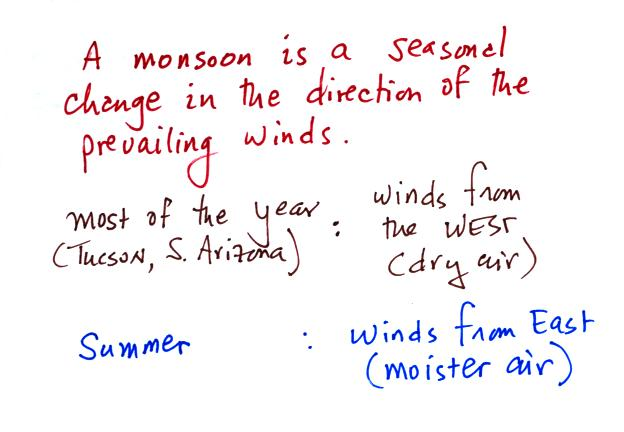 A monsoon is a seasonal
change in the direction of the
prevailing winds.
most of the year : winds from
(Tucson, S. Arizona) the WEST
(dry air)
Summer : winds from East
(moister air)